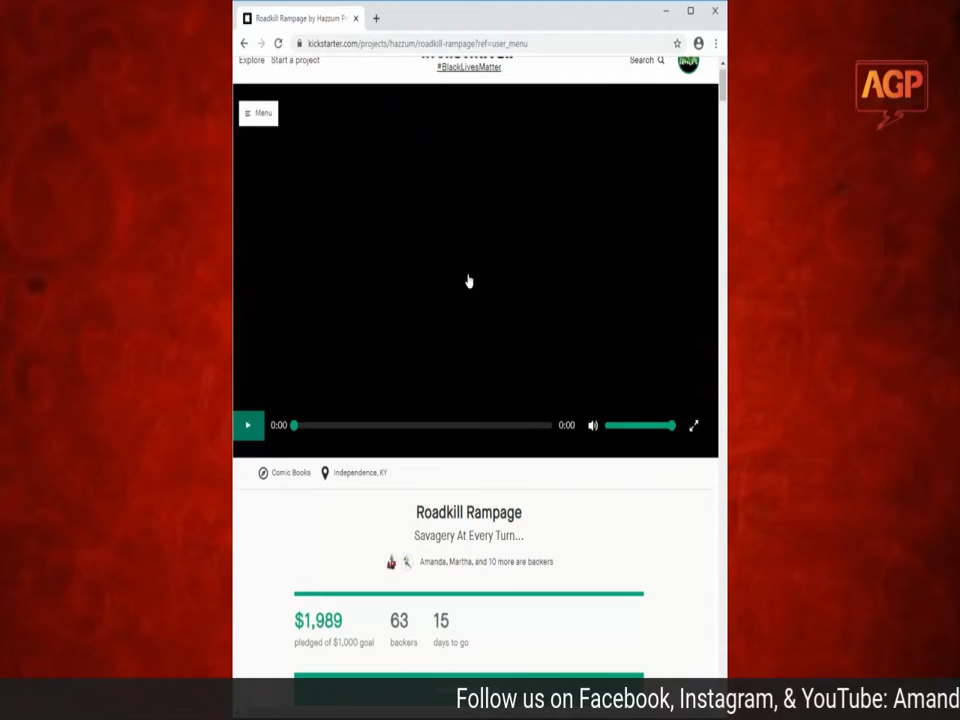 Roadkill Rampage by Hazzum Pr
kickstarter.com/projects/hazzum/roadkill-rampage?ref=user_menu
Explore Start a project
#BlackLivesMatter
Search
AGP
Menu
0:00
0:00
Comic Books
Independence, KY
Roadkill Rampage
Savagery At Every Turn...
Amanda, Martha, and 10 more are backers
$1,989
63
15
pledged of $1,000 goal
backers
days to go
Follow us on Facebook, Instagram, & YouTube: Amand